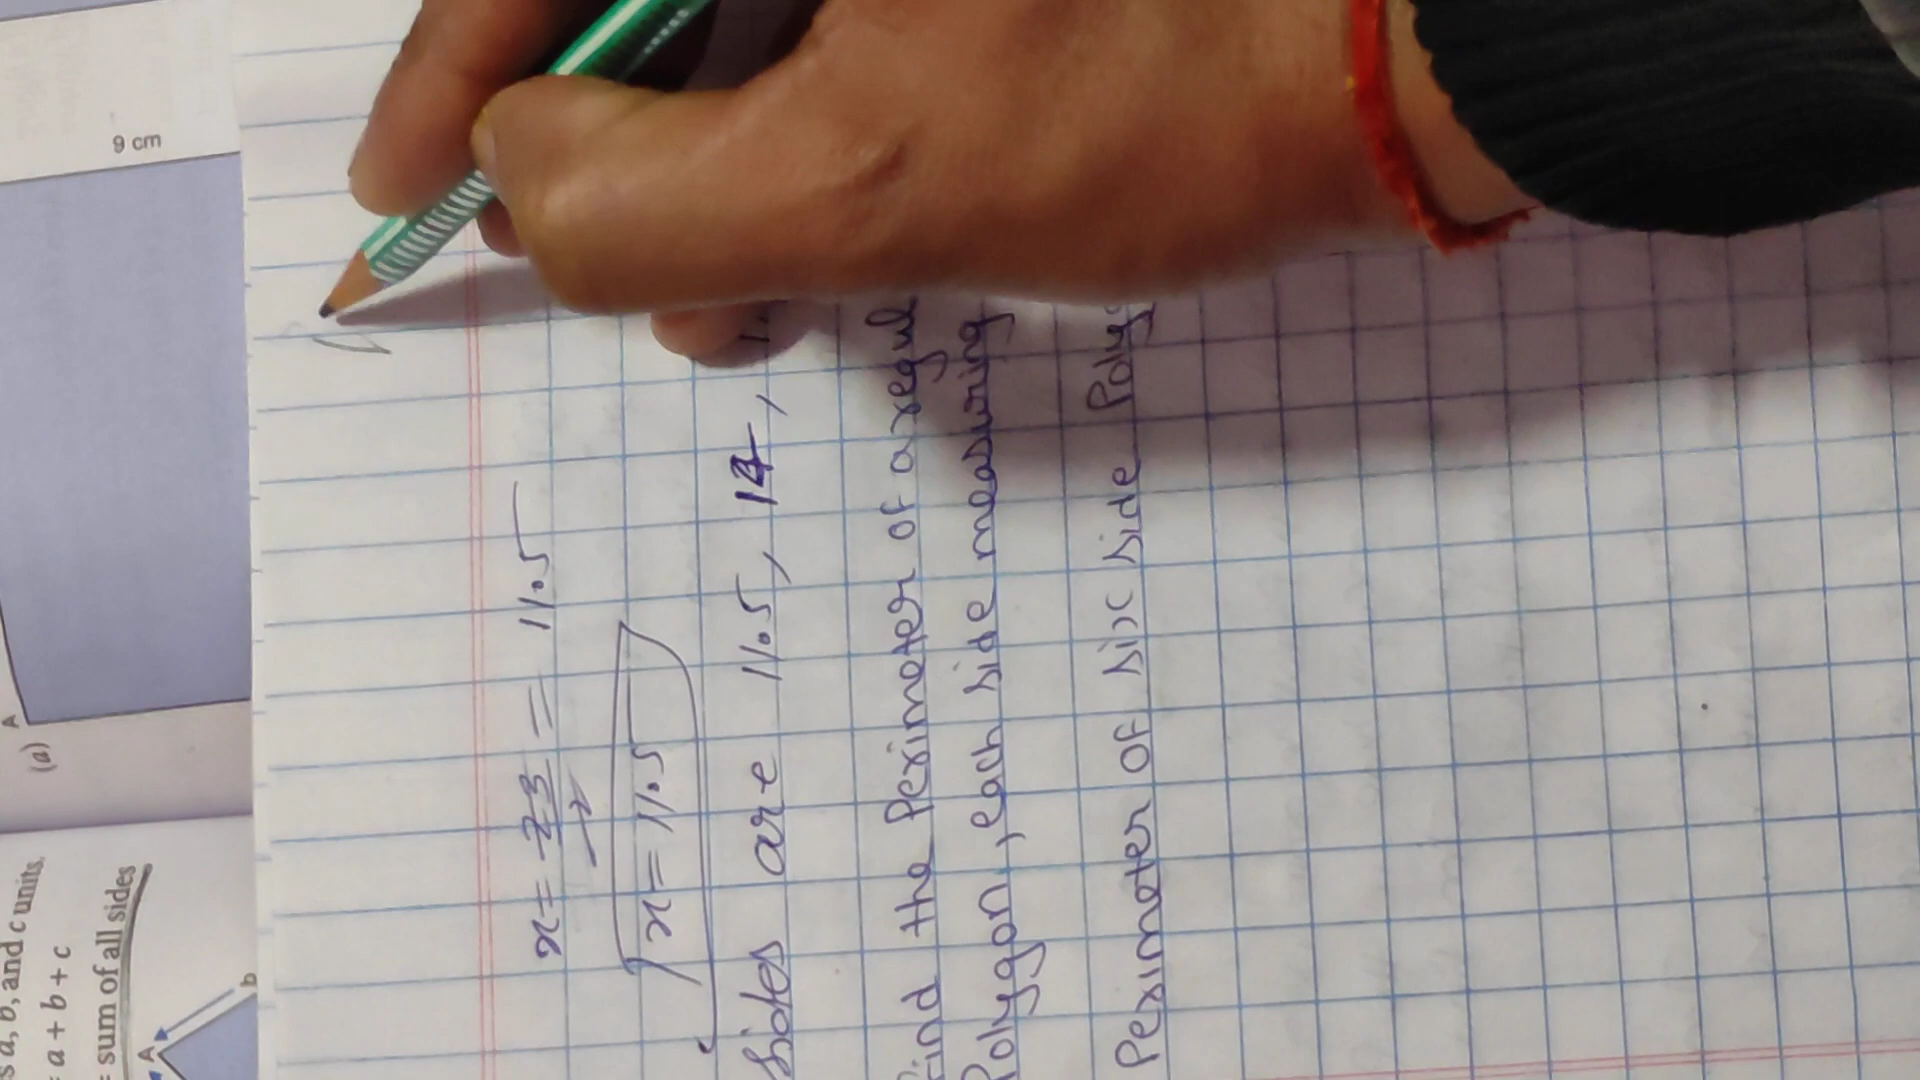 9 cm
A
(a)
s a, b, and c units,
= a + b + c
= sum of all sides
A
b
x = 23/2 = 11.5
x = 11.5
sides are 11.5, 14,
Find the Perimeter of a regul
Polygon, each side measuring
Perimeter of six side Polyg